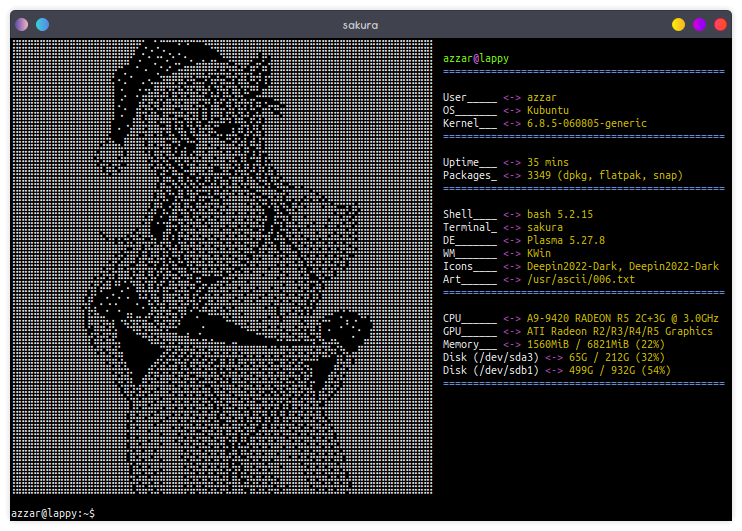 sakura
azzar@lappy
===============================================
User_____ <-> azzar
OS_______ <-> Kubuntu
Kernel___ <-> 6.8.5-060805-generic
===============================================
Uptime___ <-> 35 mins
Packages_ <-> 3349 (dpkg, flatpak, snap)
===============================================
Shell____ <-> bash 5.2.15
Terminal_ <-> sakura
DE_______ <-> Plasma 5.27.8
WM_______ <-> KWin
Icons____ <-> Deepin2022-Dark, Deepin2022-Dark
Art______ <-> /usr/ascii/006.txt
===============================================
CPU______ <-> A9-9420 RADEON R5 2C+3G @ 3.0GHz
GPU______ <-> ATI Radeon R2/R3/R4/R5 Graphics
Memory___ <-> 1560MiB / 6821MiB (22%)
Disk (/dev/sda3) <-> 65G / 212G (32%)
Disk (/dev/sdb1) <-> 499G / 932G (54%)
===============================================
azzar@lappy:~$